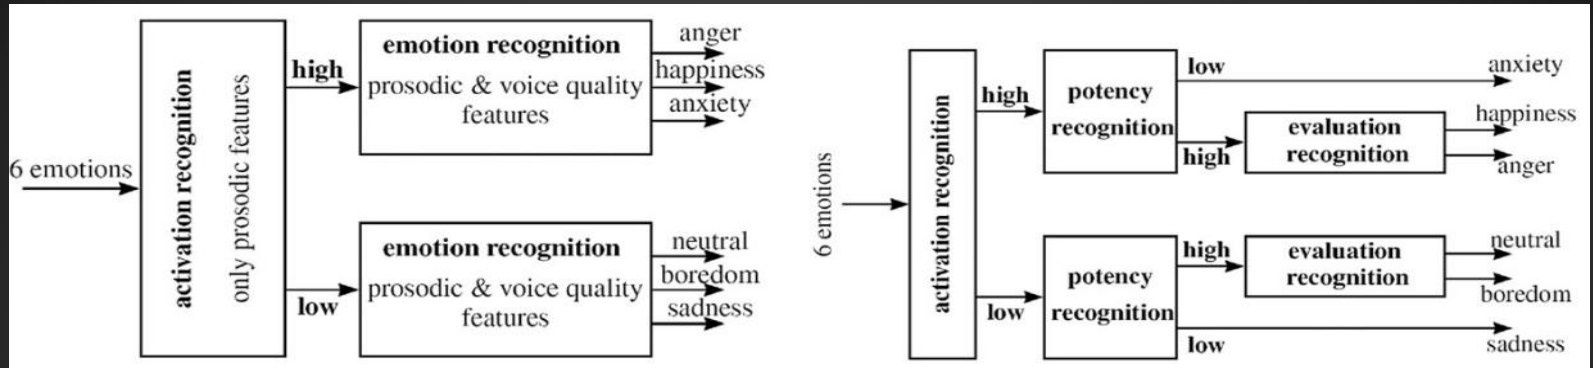 6 emotions
activation recognition
only prosodic features
high
emotion recognition
prosodic & voice quality
features
anger
happiness
anxiety
low
emotion recognition
prosodic & voice quality
features
neutral
boredom
sadness
6 emotions
activation recognition
high
potency
recognition
low
anxiety
high
evaluation
recognition
happiness
anger
low
potency
recognition
high
evaluation
recognition
neutral
boredom
low
sadness